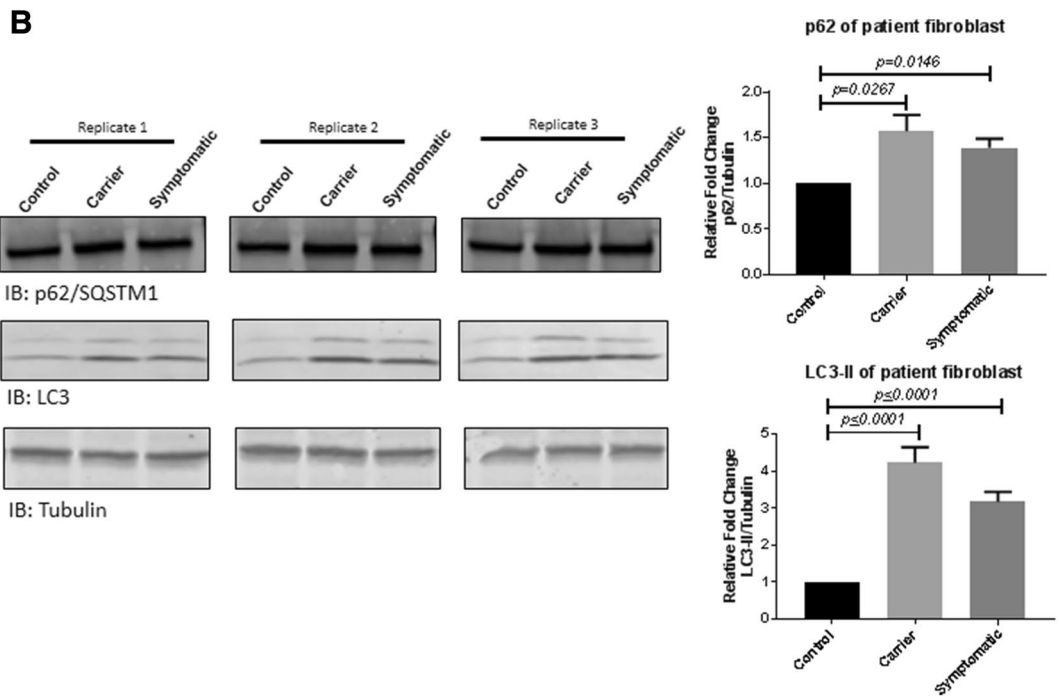 B
Replicate 1
Replicate 2
Replicate 3
Control
Carrier
Symptomatic
Control
Carrier
Symptomatic
Control
Carrier
Symptomatic
IB: p62/SQSTM1
IB: LC3
IB: Tubulin
p62 of patient fibroblast
p=0.0146
p=0.0267
Relative Fold Change
p62/Tubulin
2.0
1.5
1.0
0.5
0.0
Control
Carrier
Symptomatic
LC3-II of patient fibroblast
p≤0.0001
p≤0.0001
Relative Fold Change
LC3-II/Tubulin
5
4
3
2
1
0
Control
Carrier
Symptomatic